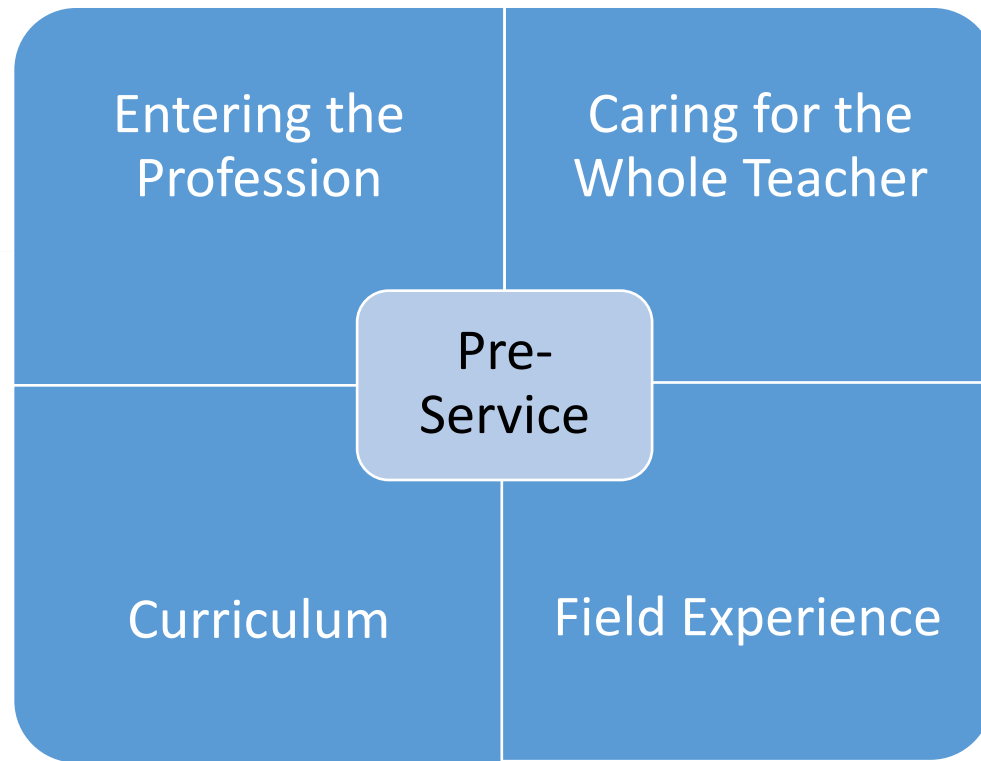 Entering the
Profession
Caring for the
Whole Teacher
Pre-
Service
Curriculum
Field Experience